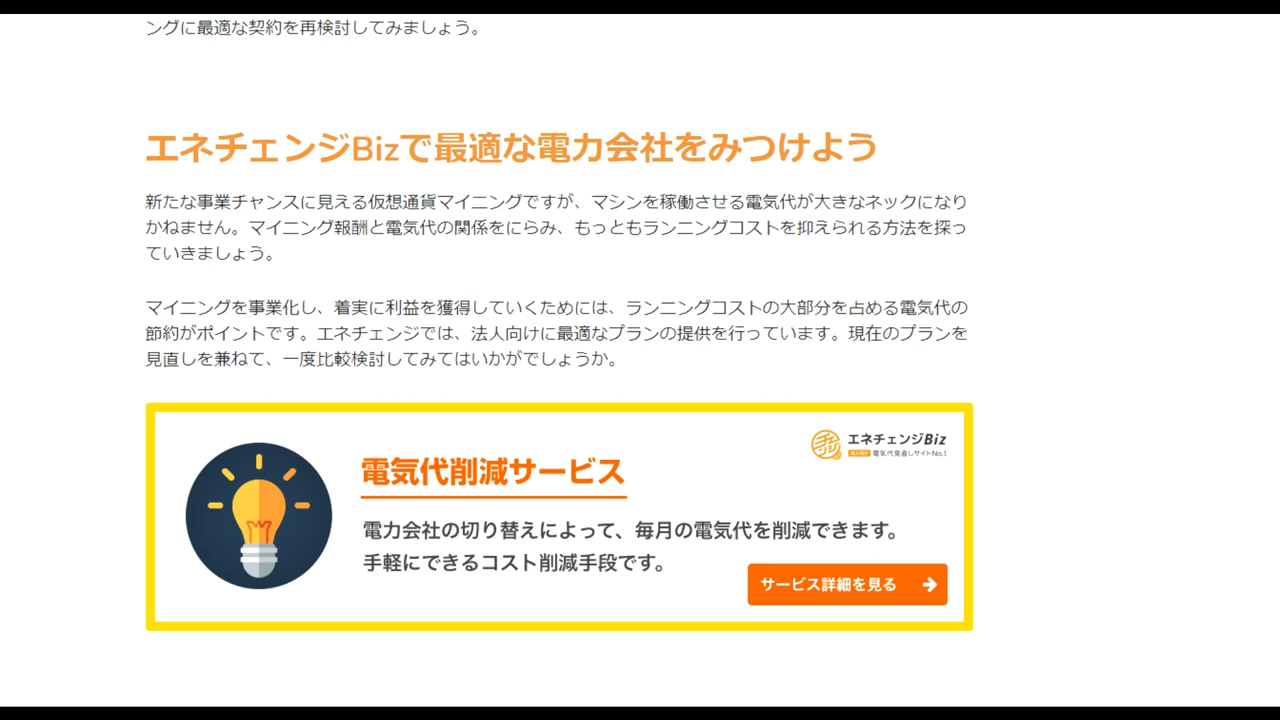 ングに最適な契約を再検討してみましょう。
エネチェンジBizで最適な電力会社をみつけよう
新たな事業チャンスに見える仮想通貨マイニングですが、マシンを稼働させる電気代が大きなネックになり
かねません。マイニング報酬と電気代の関係をにらみ、もっともランニングコストを抑えられる方法を探っ
ていきましょう。
マイニングを事業化し、着実に利益を獲得していくためには、ランニングコストの大部分を占める電気代の
節約がポイントです。エネチェンジでは、法人向けに最適なプランの提供を行っています。現在のプランを
見直しを兼ねて、一度比較検討してみてはいかがでしょうか。
エネチェンジBiz
法人向け 電気代見直しサイトNo.1
電気代削減サービス
電力会社の切り替えによって、毎月の電気代を削減できます。
手軽にできるコスト削減手段です。
サービス詳細を見る